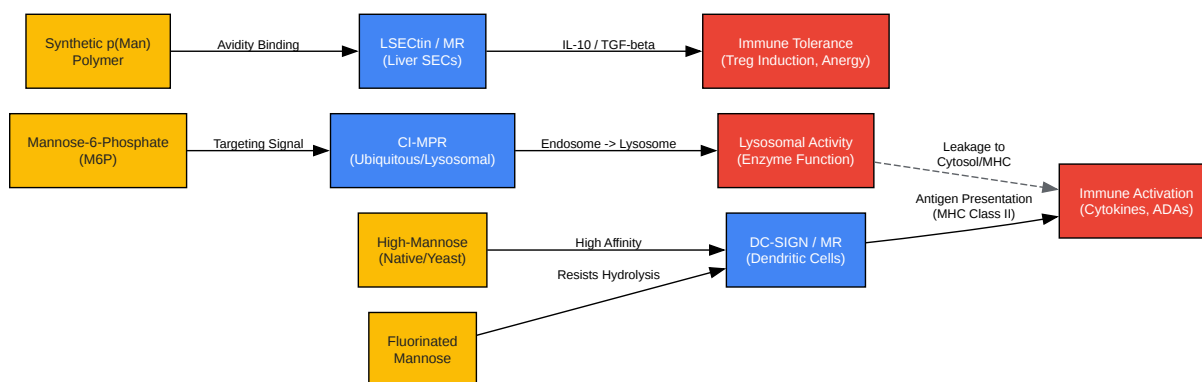 Synthetic p(Man)
Polymer
Avidity Binding
LSECtin / MR
(Liver SECs)
IL-10 / TGF-beta
Immune Tolerance
(Treg Induction, Anergy)
Mannose-6-Phosphate
(M6P)
Targeting Signal
CI-MPR
(Ubiquitous/Lysosomal)
Endosome -> Lysosome
Lysosomal Activity
(Enzyme Function)
Leakage to
Cytosol/MHC
Immune Activation
(Cytokines, ADAs)
High-Mannose
(Native/Yeast)
High Affinity
DC-SIGN / MR
(Dendritic Cells)
Antigen Presentation
(MHC Class II)
Resists Hydrolysis
Fluorinated
Mannose